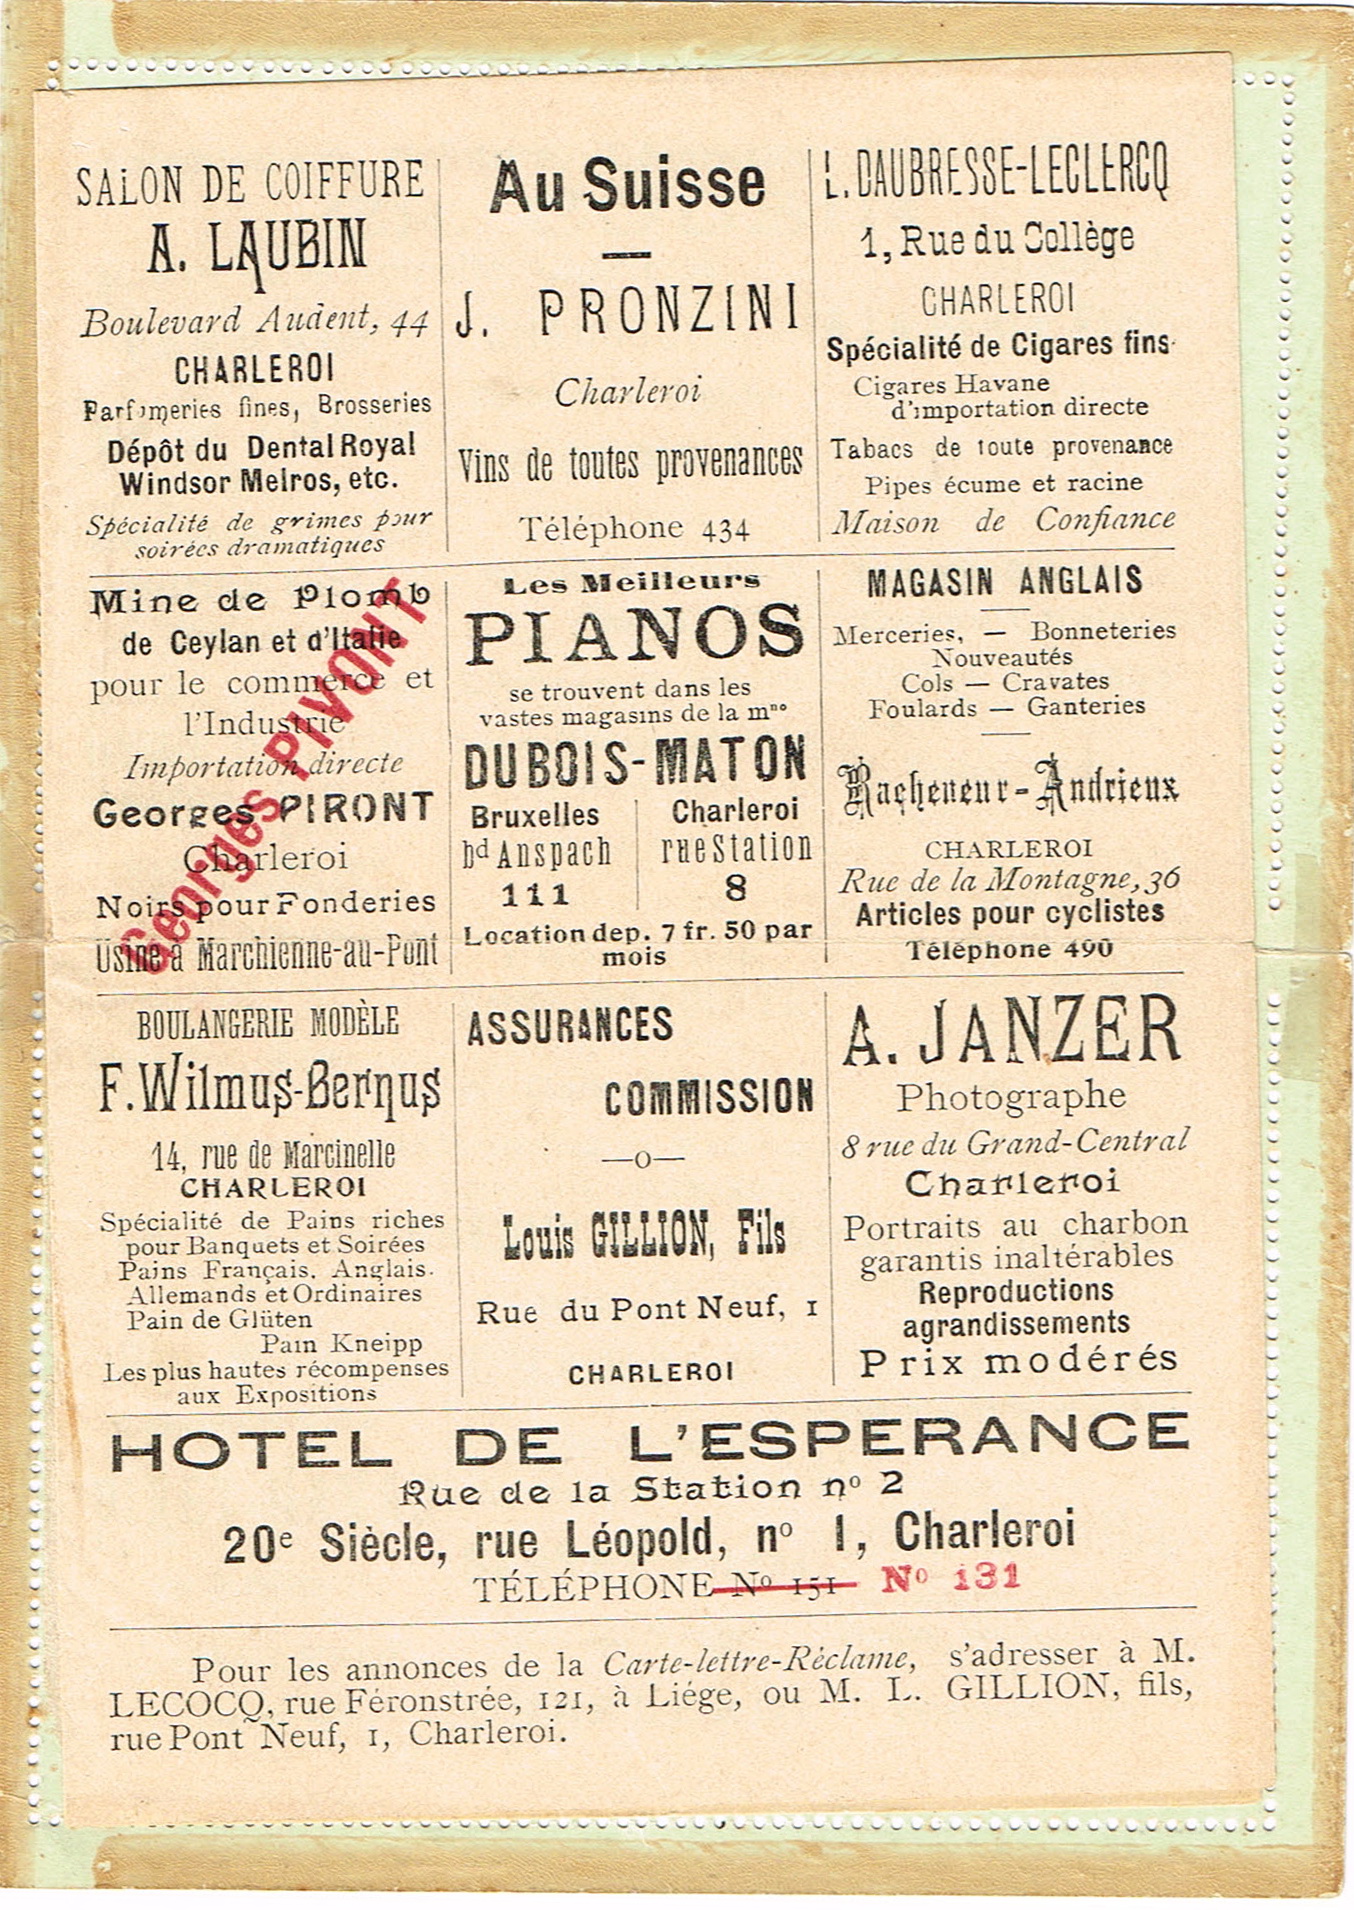 SALON DE COIFFURE
A. LAUBIN
Boulevard Audent, 44
CHARLEROI
Parfumeries fines, Brosseries
Dépôt du Dental Royal
Windsor Melros, etc.
Spécialité de grimes pour
soirées dramatiques
Au Suisse
J. PRONZINI
Charleroi
Vins de toutes provenances
Téléphone 434
L. DAUBRESSE-LECLERCQ
1, Rue du Collège
CHARLEROI
Spécialité de Cigares fins
Cigares Havane
d'importation directe
Tabacs de toute provenance
Pipes écume et racine
Maison de Confiance
Mine de Plomb
de Ceylan et d'Italie
pour le commerce et
l'Industrie
Importation directe
Georges PIRONT
Charleroi
Noirs pour Fonderies
Usine à Marchienne-au-Pont
Georges PIVONT
Les Meilleurs
PIANOS
se trouvent dans les
vastes magasins de la mⁿᵒ
DUBOIS-MATON
Bruxelles
bd Anspach
111
Charleroi
rue Station
8
Location dep. 7 fr. 50 par
mois
MAGASIN ANGLAIS
Merceries, — Bonneteries
Nouveautés
Cols — Cravates
Foulards — Ganteries
Racheneur-Andrieux
CHARLEROI
Rue de la Montagne, 36
Articles pour cyclistes
Téléphone 490
BOULANGERIE MODÈLE
F. Wilmus-Bernus
14, rue de Marcinelle
CHARLEROI
Spécialité de Pains riches
pour Banquets et Soirées
Pains Français, Anglais.
Allemands et Ordinaires
Pain de Glüten
Pain Kneipp
Les plus hautes récompenses
aux Expositions
ASSURANCES
COMMISSION
—o—
Louis GILLION, Fils
Rue du Pont Neuf, 1
CHARLEROI
A. JANZER
Photographe
8 rue du Grand-Central
Charleroi
Portraits au charbon
garantis inaltérables
Reproductions
agrandissements
Prix modérés
HOTEL DE L'ESPERANCE
Rue de la Station nº 2
20e Siècle, rue Léopold, nº 1, Charleroi
TÉLÉPHONE Nº 151 Nº 131
Pour les annonces de la Carte-lettre-Réclame, s'adresser à M.
LECOCQ, rue Féronstrée, 121, à Liége, ou M. L. GILLION, fils,
rue Pont Neuf, 1, Charleroi.